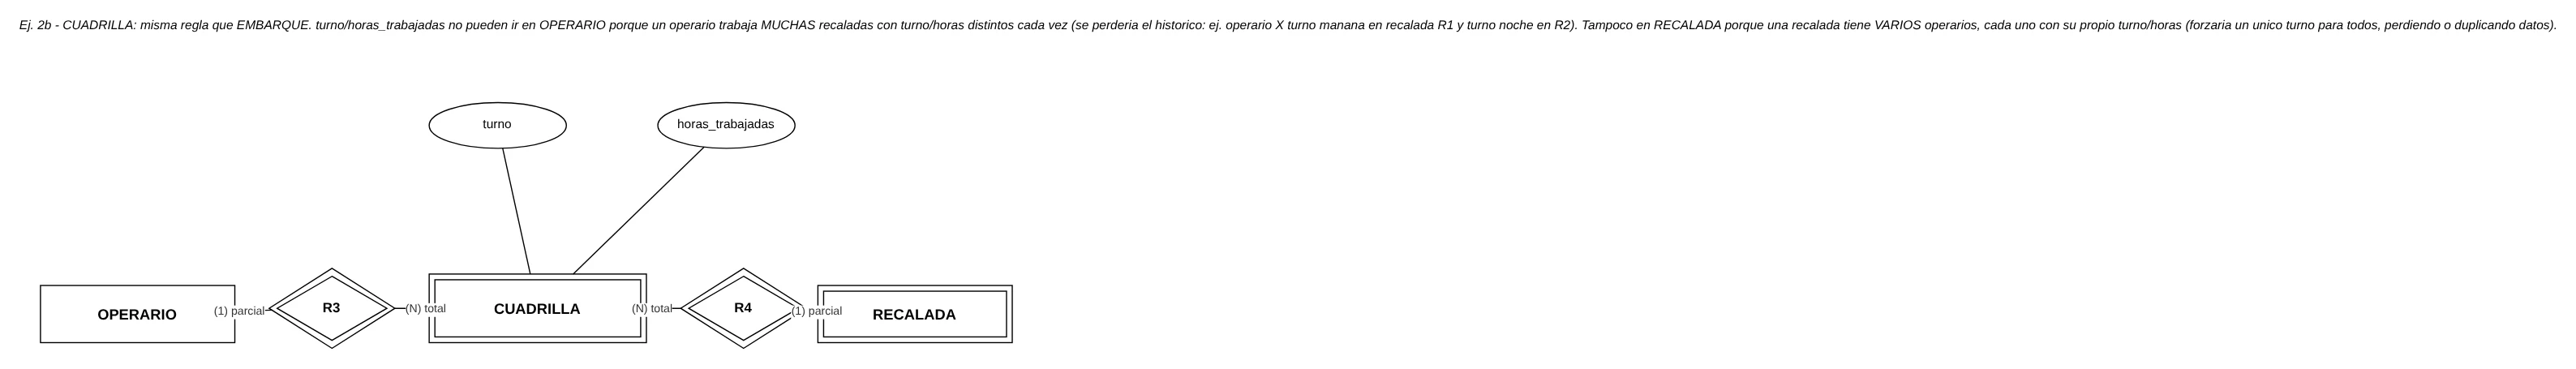 Ej. 2b - CUADRILLA: misma regla que EMBARQUE. turno/horas_trabajadas no pueden ir en OPERARIO porque un operario trabaja MUCHAS recaladas con turno/horas distintos cada vez (se perderia el historico: ej. operario X turno manana en recalada R1 y turno noche en R2). Tampoco en RECALADA porque una recalada tiene VARIOS operarios, cada uno con su propio turno/horas (forzaria un unico turno para todos, perdiendo o duplicando datos).
turno
horas_trabajadas
OPERARIO
(1) parcial
R3
(N) total
CUADRILLA
(N) total
R4
(1) parcial
RECALADA